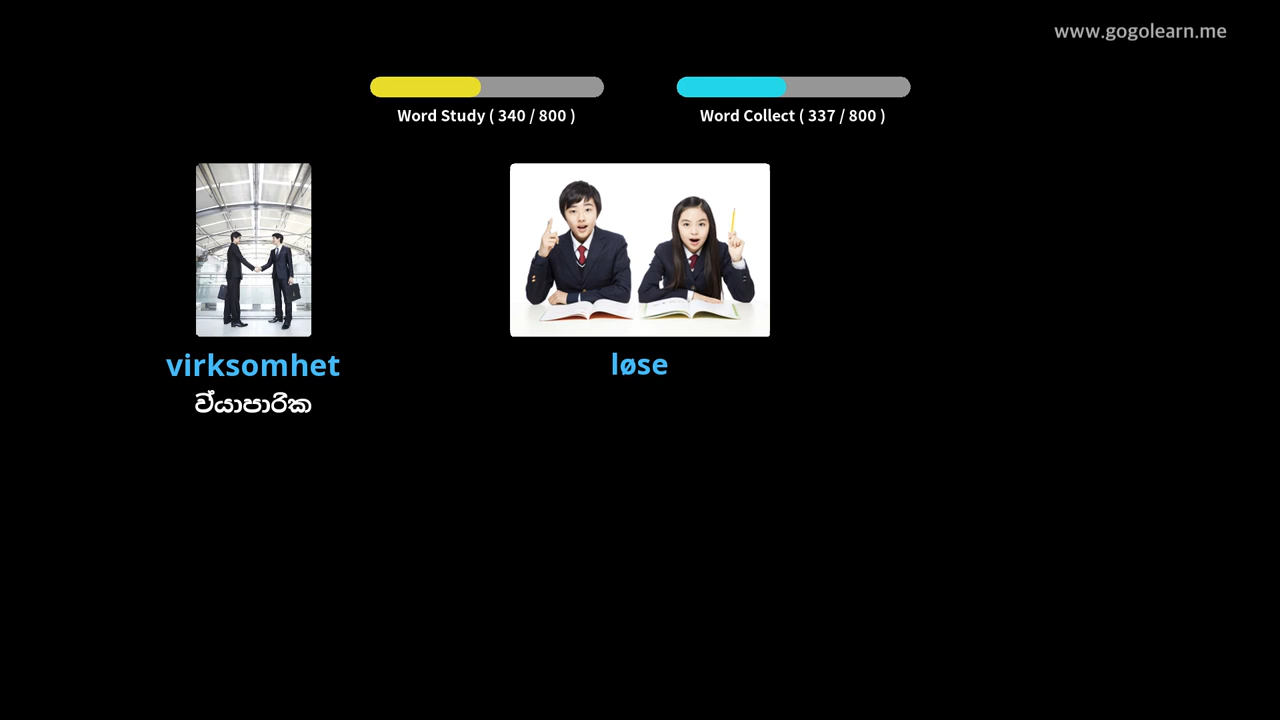 www.gogolearn.me
Word Study ( 340 / 800 )
Word Collect ( 337 / 800 )
virksomhet
ව්යාපාරික
løse